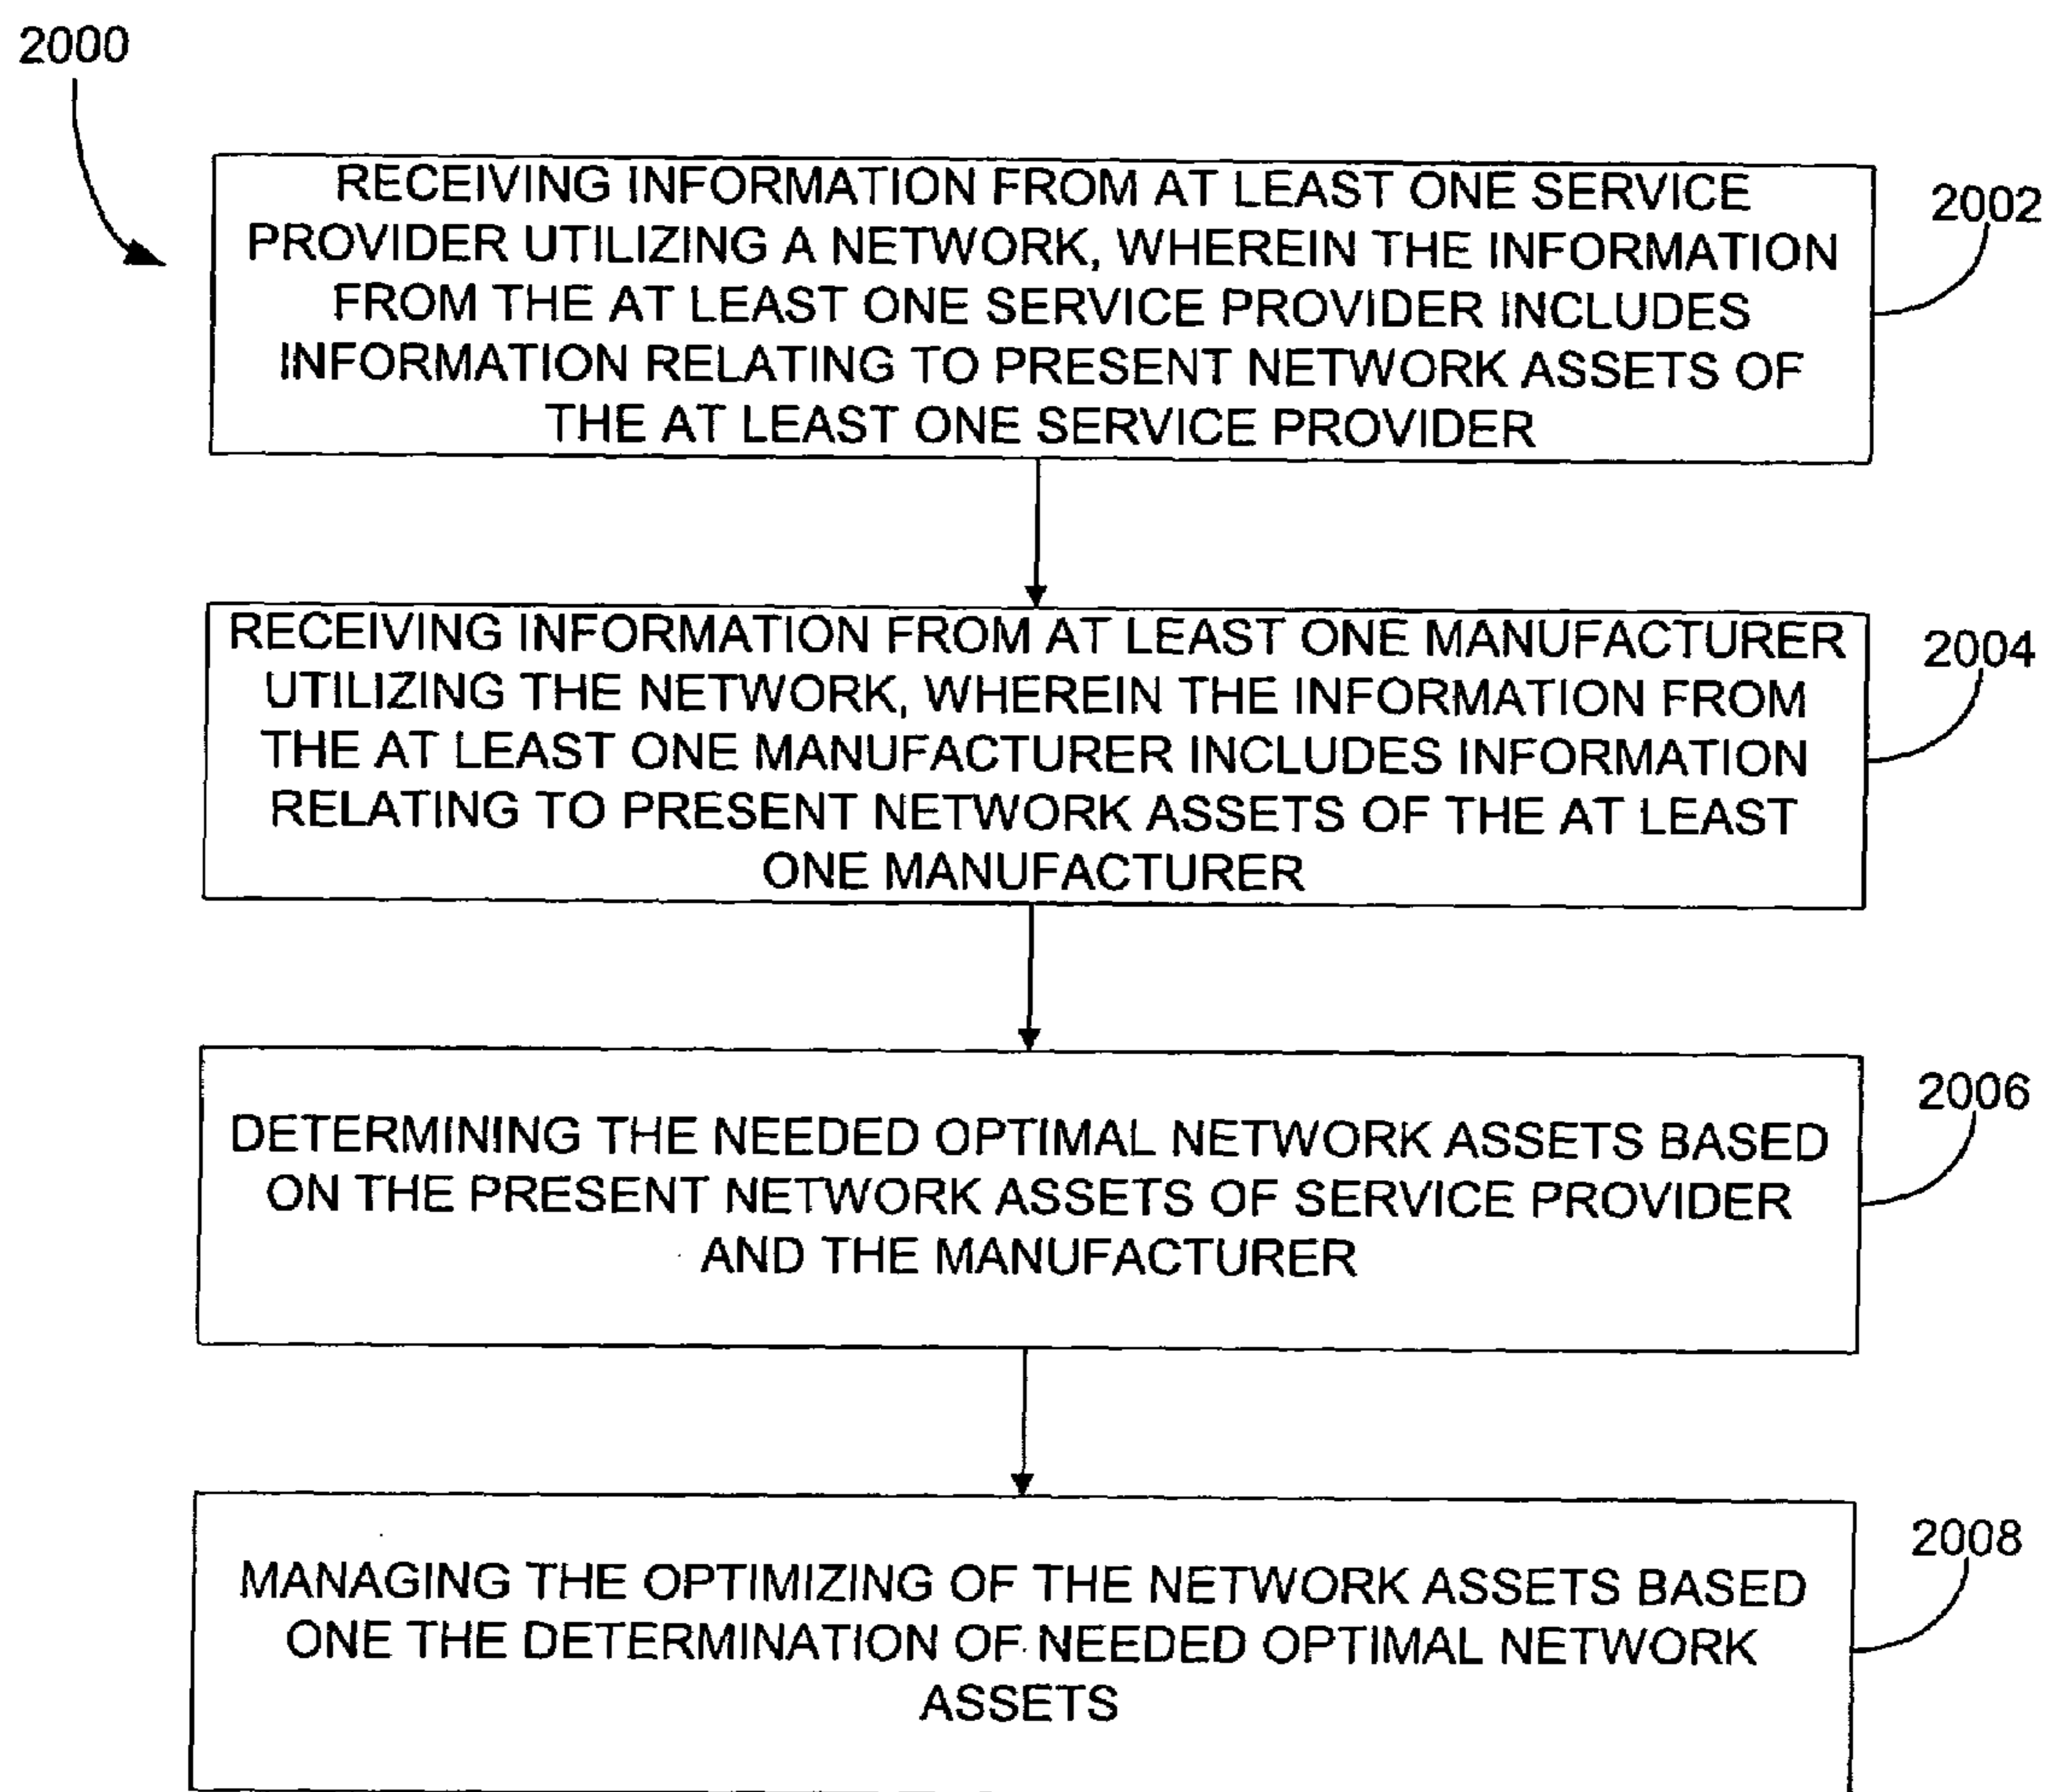 2000
RECEIVING INFORMATION FROM AT LEAST ONE SERVICE
PROVIDER UTILIZING A NETWORK, WHEREIN THE INFORMATION
FROM THE AT LEAST ONE SERVICE PROVIDER INCLUDES
INFORMATION RELATING TO PRESENT NETWORK ASSETS OF
THE AT LEAST ONE SERVICE PROVIDER
2002
RECEIVING INFORMATION FROM AT LEAST ONE MANUFACTURER
UTILIZING THE NETWORK, WHEREIN THE INFORMATION FROM
THE AT LEAST ONE MANUFACTURER INCLUDES INFORMATION
RELATING TO PRESENT NETWORK ASSETS OF THE AT LEAST
ONE MANUFACTURER
2004
DETERMINING THE NEEDED OPTIMAL NETWORK ASSETS BASED
ON THE PRESENT NETWORK ASSETS OF SERVICE PROVIDER
AND THE MANUFACTURER
2006
MANAGING THE OPTIMIZING OF THE NETWORK ASSETS BASED
ONE THE DETERMINATION OF NEEDED OPTIMAL NETWORK
ASSETS
2008